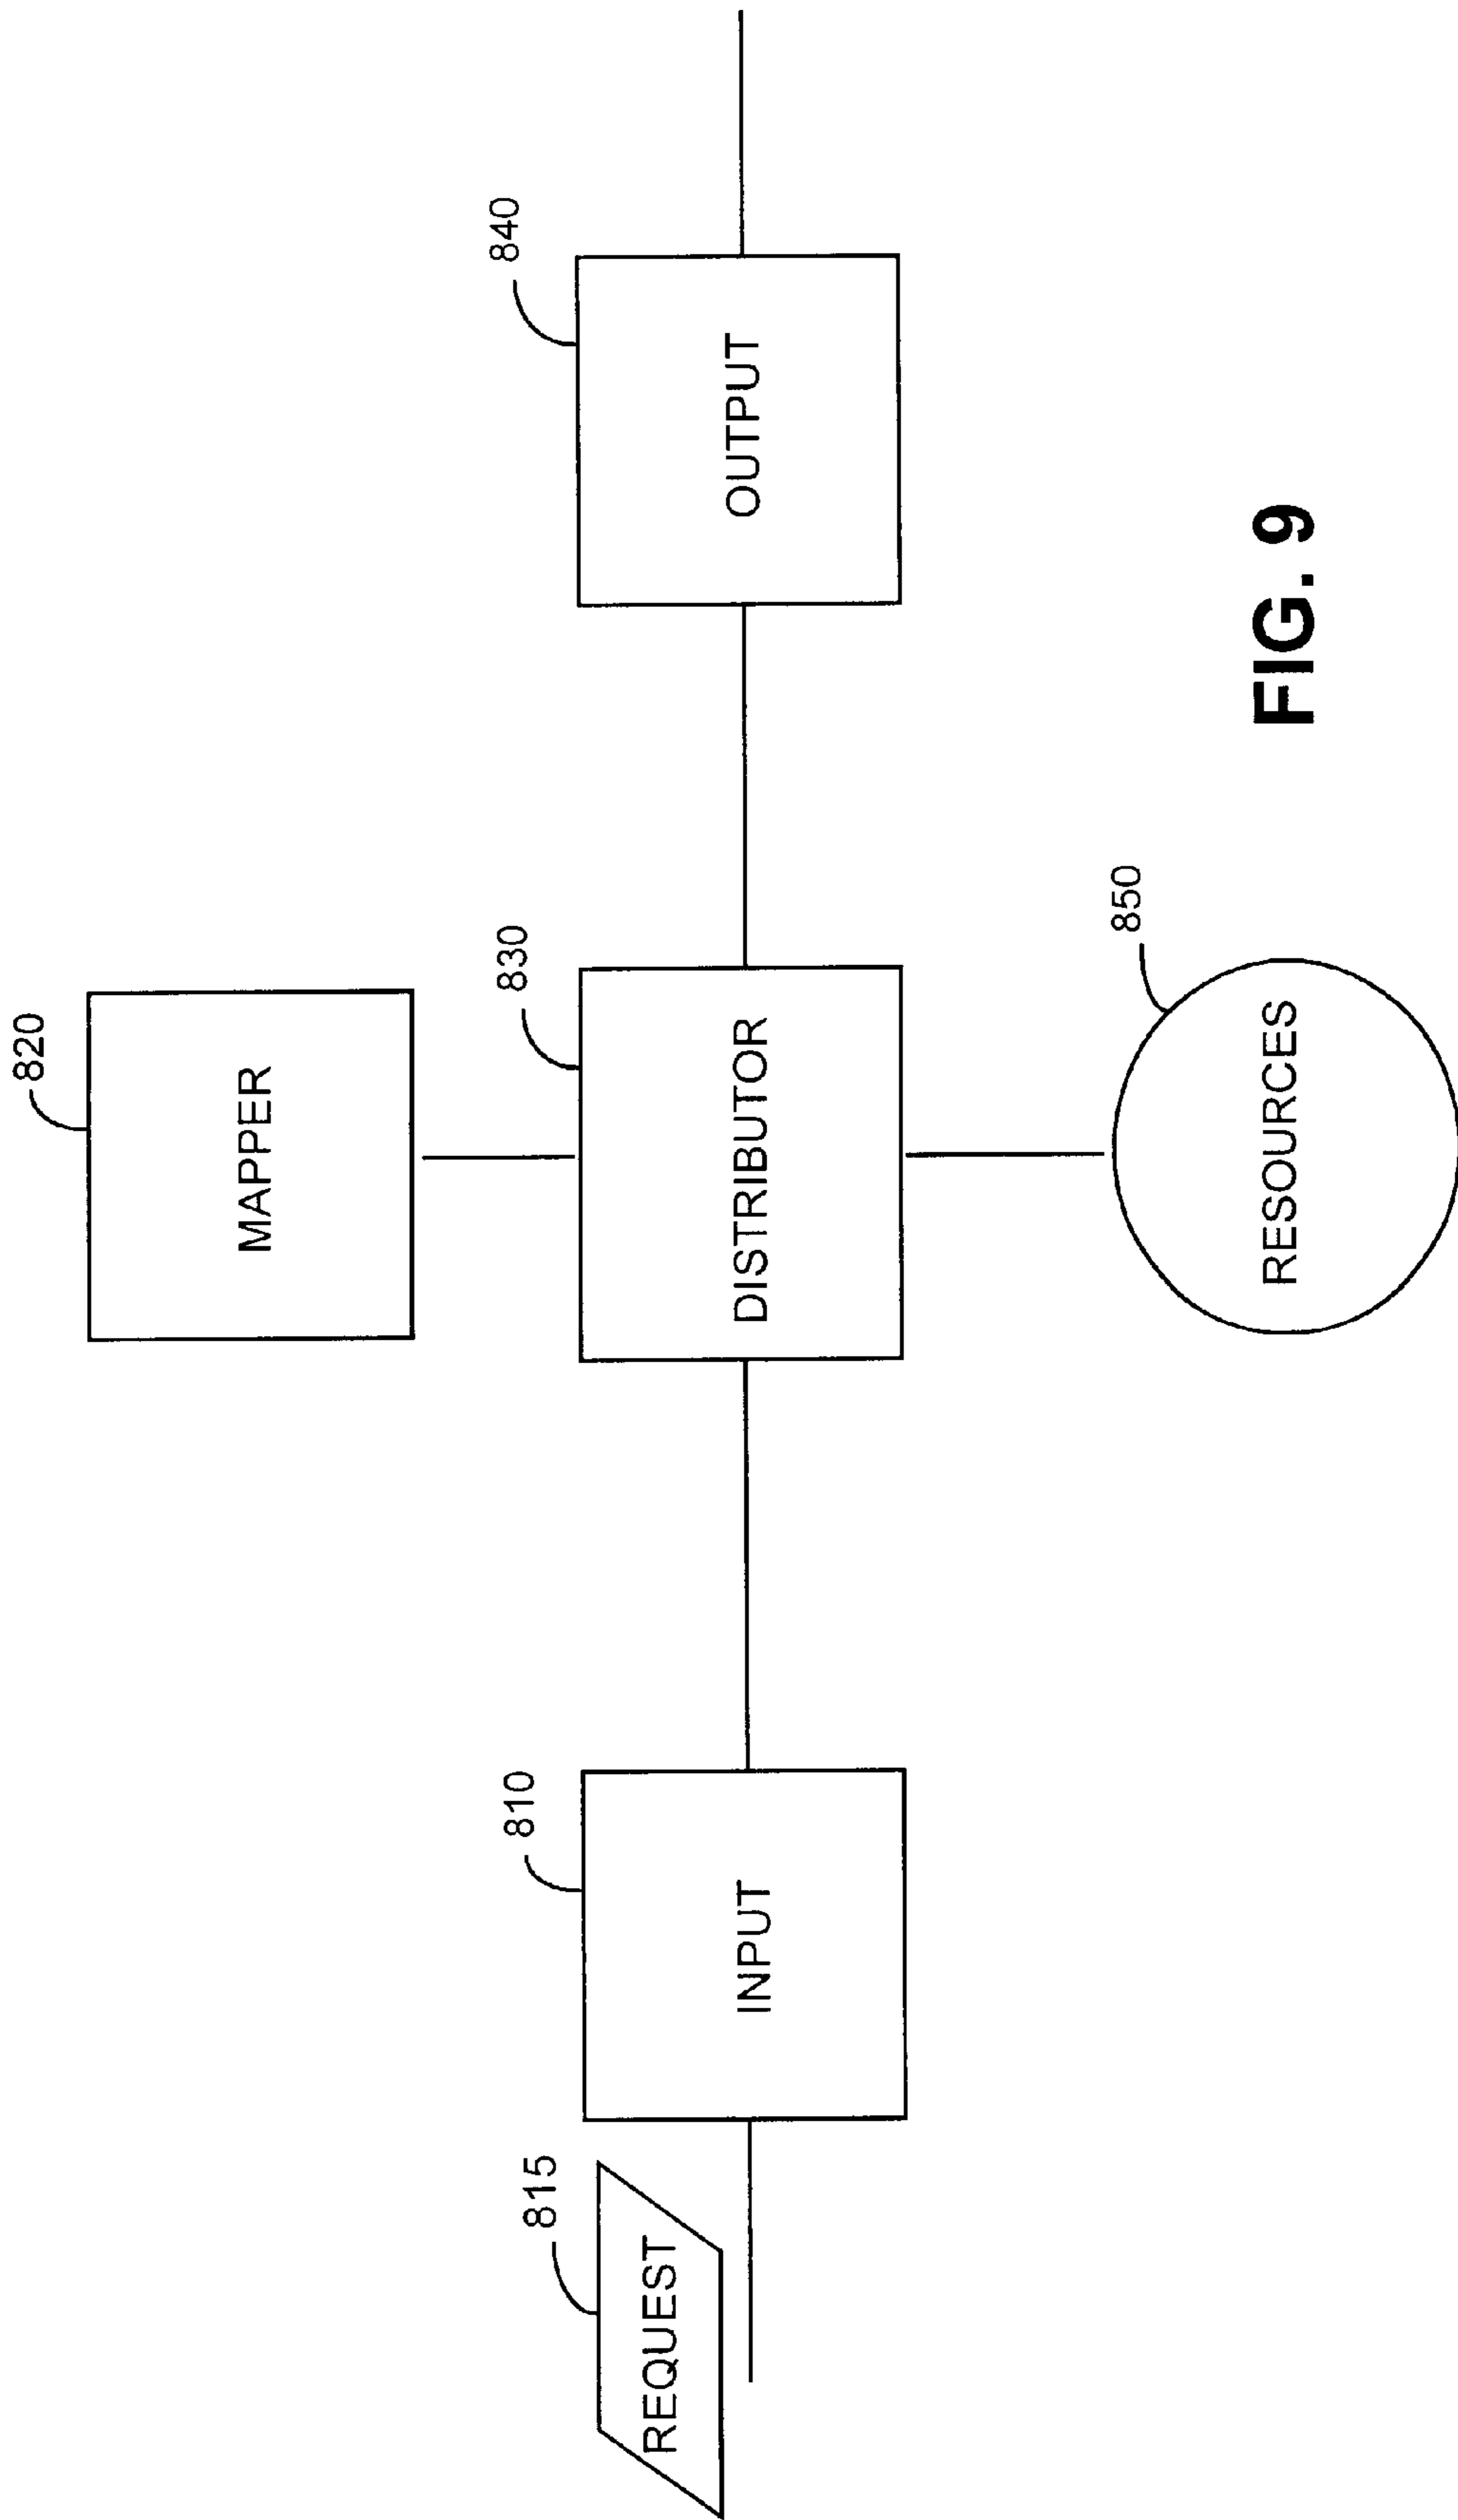 820
MAPPER
815
REQUEST
810
INPUT
830
DISTRIBUTOR
840
OUTPUT
850
RESOURCES
FIG. 9